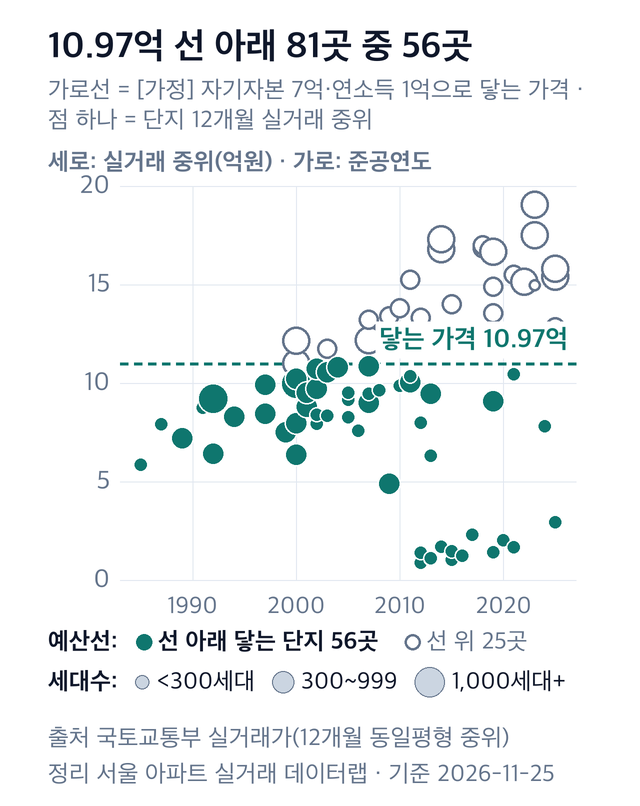 10.97억 선 아래 81곳 중 56곳
가로선 = [가정] 자기자본 7억·연소득 1억으로 닿는 가격 ·
점 하나 = 단지 12개월 실거래 중위
세로: 실거래 중위(억원) · 가로: 준공연도
20
15
닿는 가격 10.97억
10
5
0
1990 2000 2010 2020
예산선: 선 아래 닿는 단지 56곳 선 위 25곳
세대수: <300세대 300~999 1,000세대+
출처 국토교통부 실거래가(12개월 동일평형 중위)
정리 서울 아파트 실거래 데이터랩 · 기준 2026-11-25